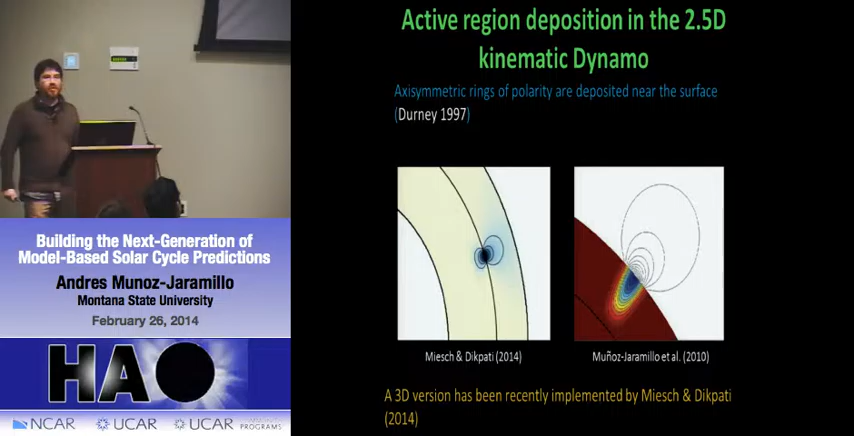 Active region deposition in the 2.5D
kinematic Dynamo
Axisymmetric rings of polarity are deposited near the surface
(Durney 1997)
Miesch & Dikpati (2014)
Muñoz-Jaramillo et al. (2010)
A 3D version has been recently implemented by Miesch & Dikpati
(2014)
Building the Next-Generation of
Model-Based Solar Cycle Predictions
Andres Munoz-Jaramillo
Montana State University
February 26, 2014
HAO
NCAR
UCAR
UCAR
PROGRAMS